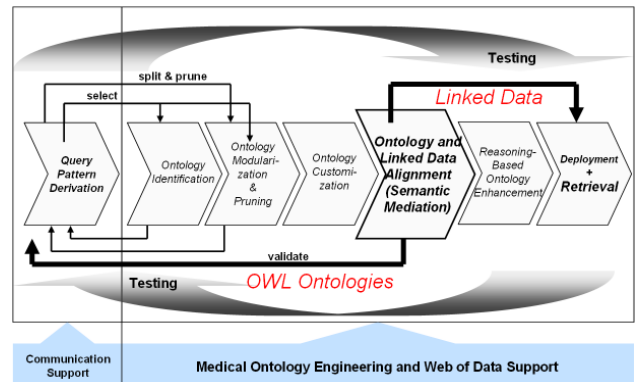 Testing
split & prune
Linked Data
select
Query
Pattern
Derivation
Ontology
Identification
Ontology
Modulari-
zation
&
Pruning
Ontology
Customi-
zation
Ontology and
Linked Data
Alignment
(Semantic
Mediation)
Reasoning-
Based
Ontology
Enhancement
Deployment
+
Retrieval
validate
Testing
OWL Ontologies
Communication
Support
Medical Ontology Engineering and Web of Data Support